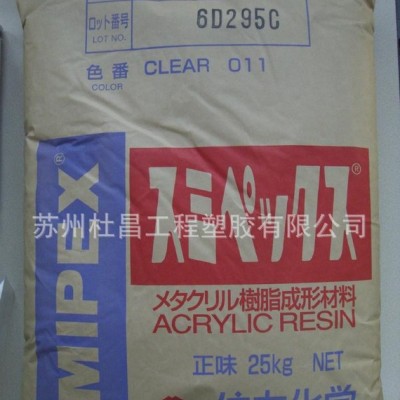 ロット番号
LOT NO.
6D295C
色番 CLEAR 011
COLOR
MIPEX®
スミペックス®
苏州杜昌工程塑胶有限公司
メタクリル樹脂成形材料
ACRYLIC RESIN
正味 25kg NET